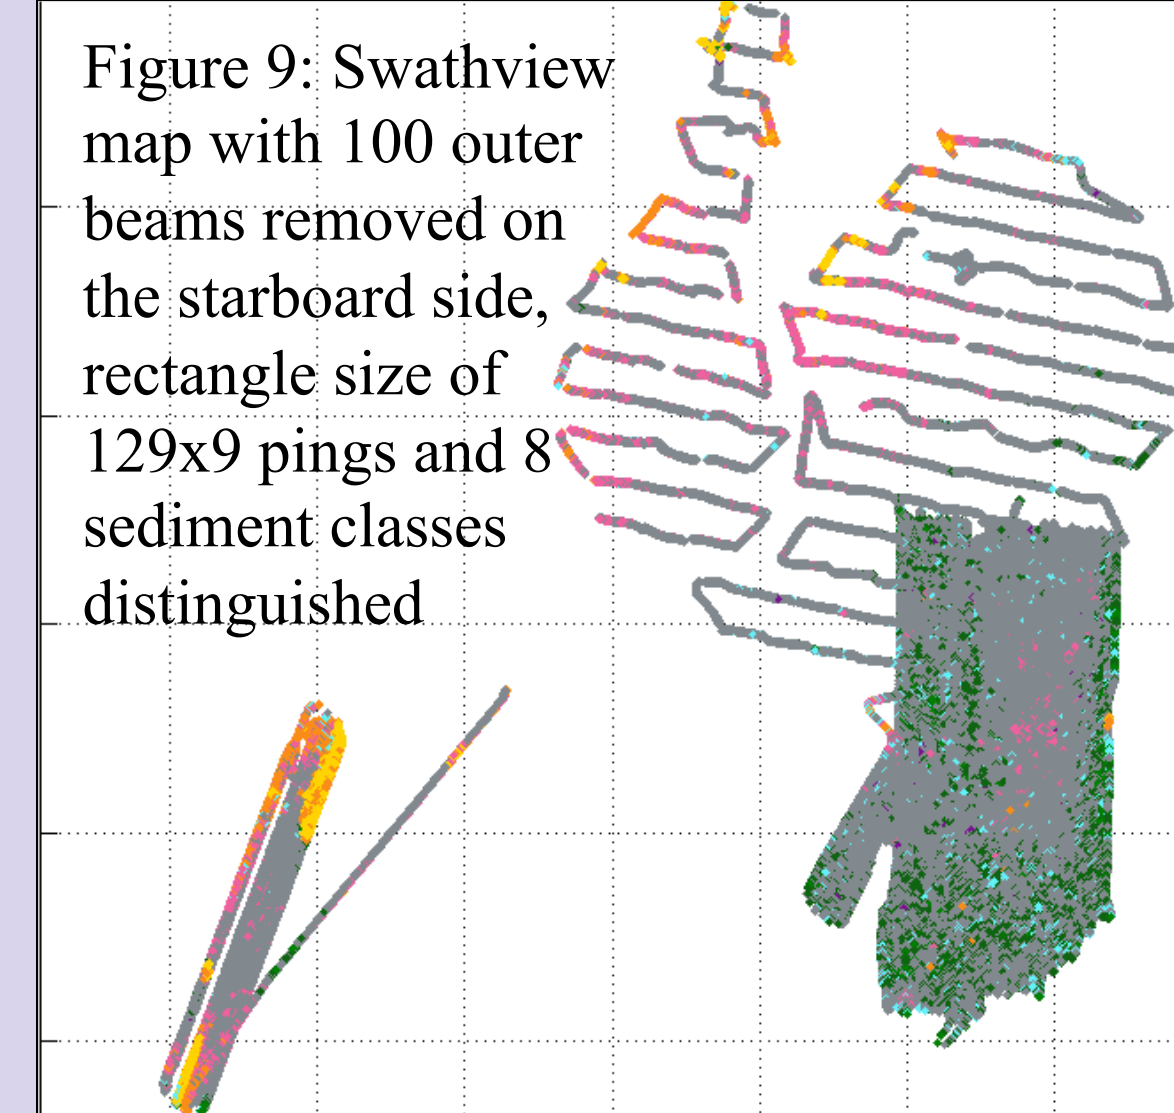 Figure 9: Swathview
map with 100 outer
beams removed on
the starboard side,
rectangle size of
129x9 pings and 8
sediment classes
distinguished